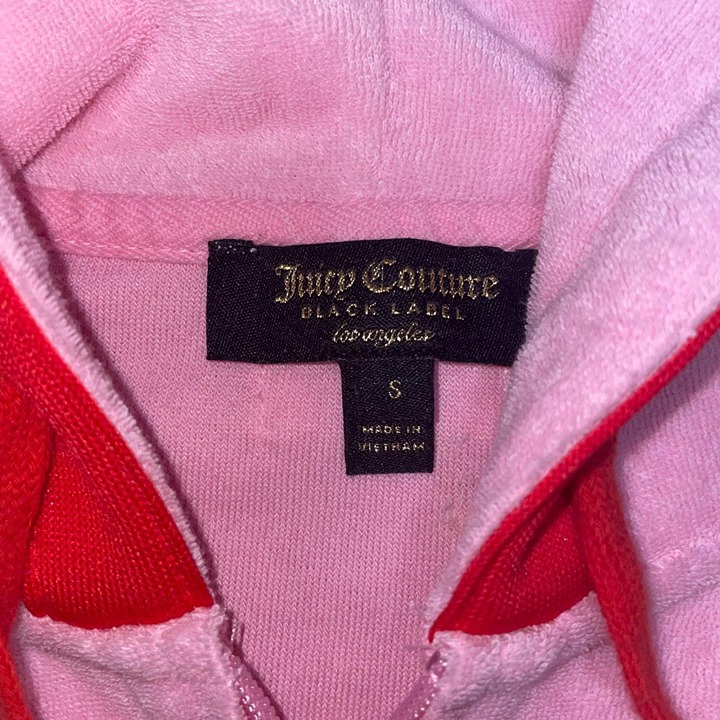 Juicy Couture
BLACK LABEL
los angeles
S
MADE IN
VIETNAM